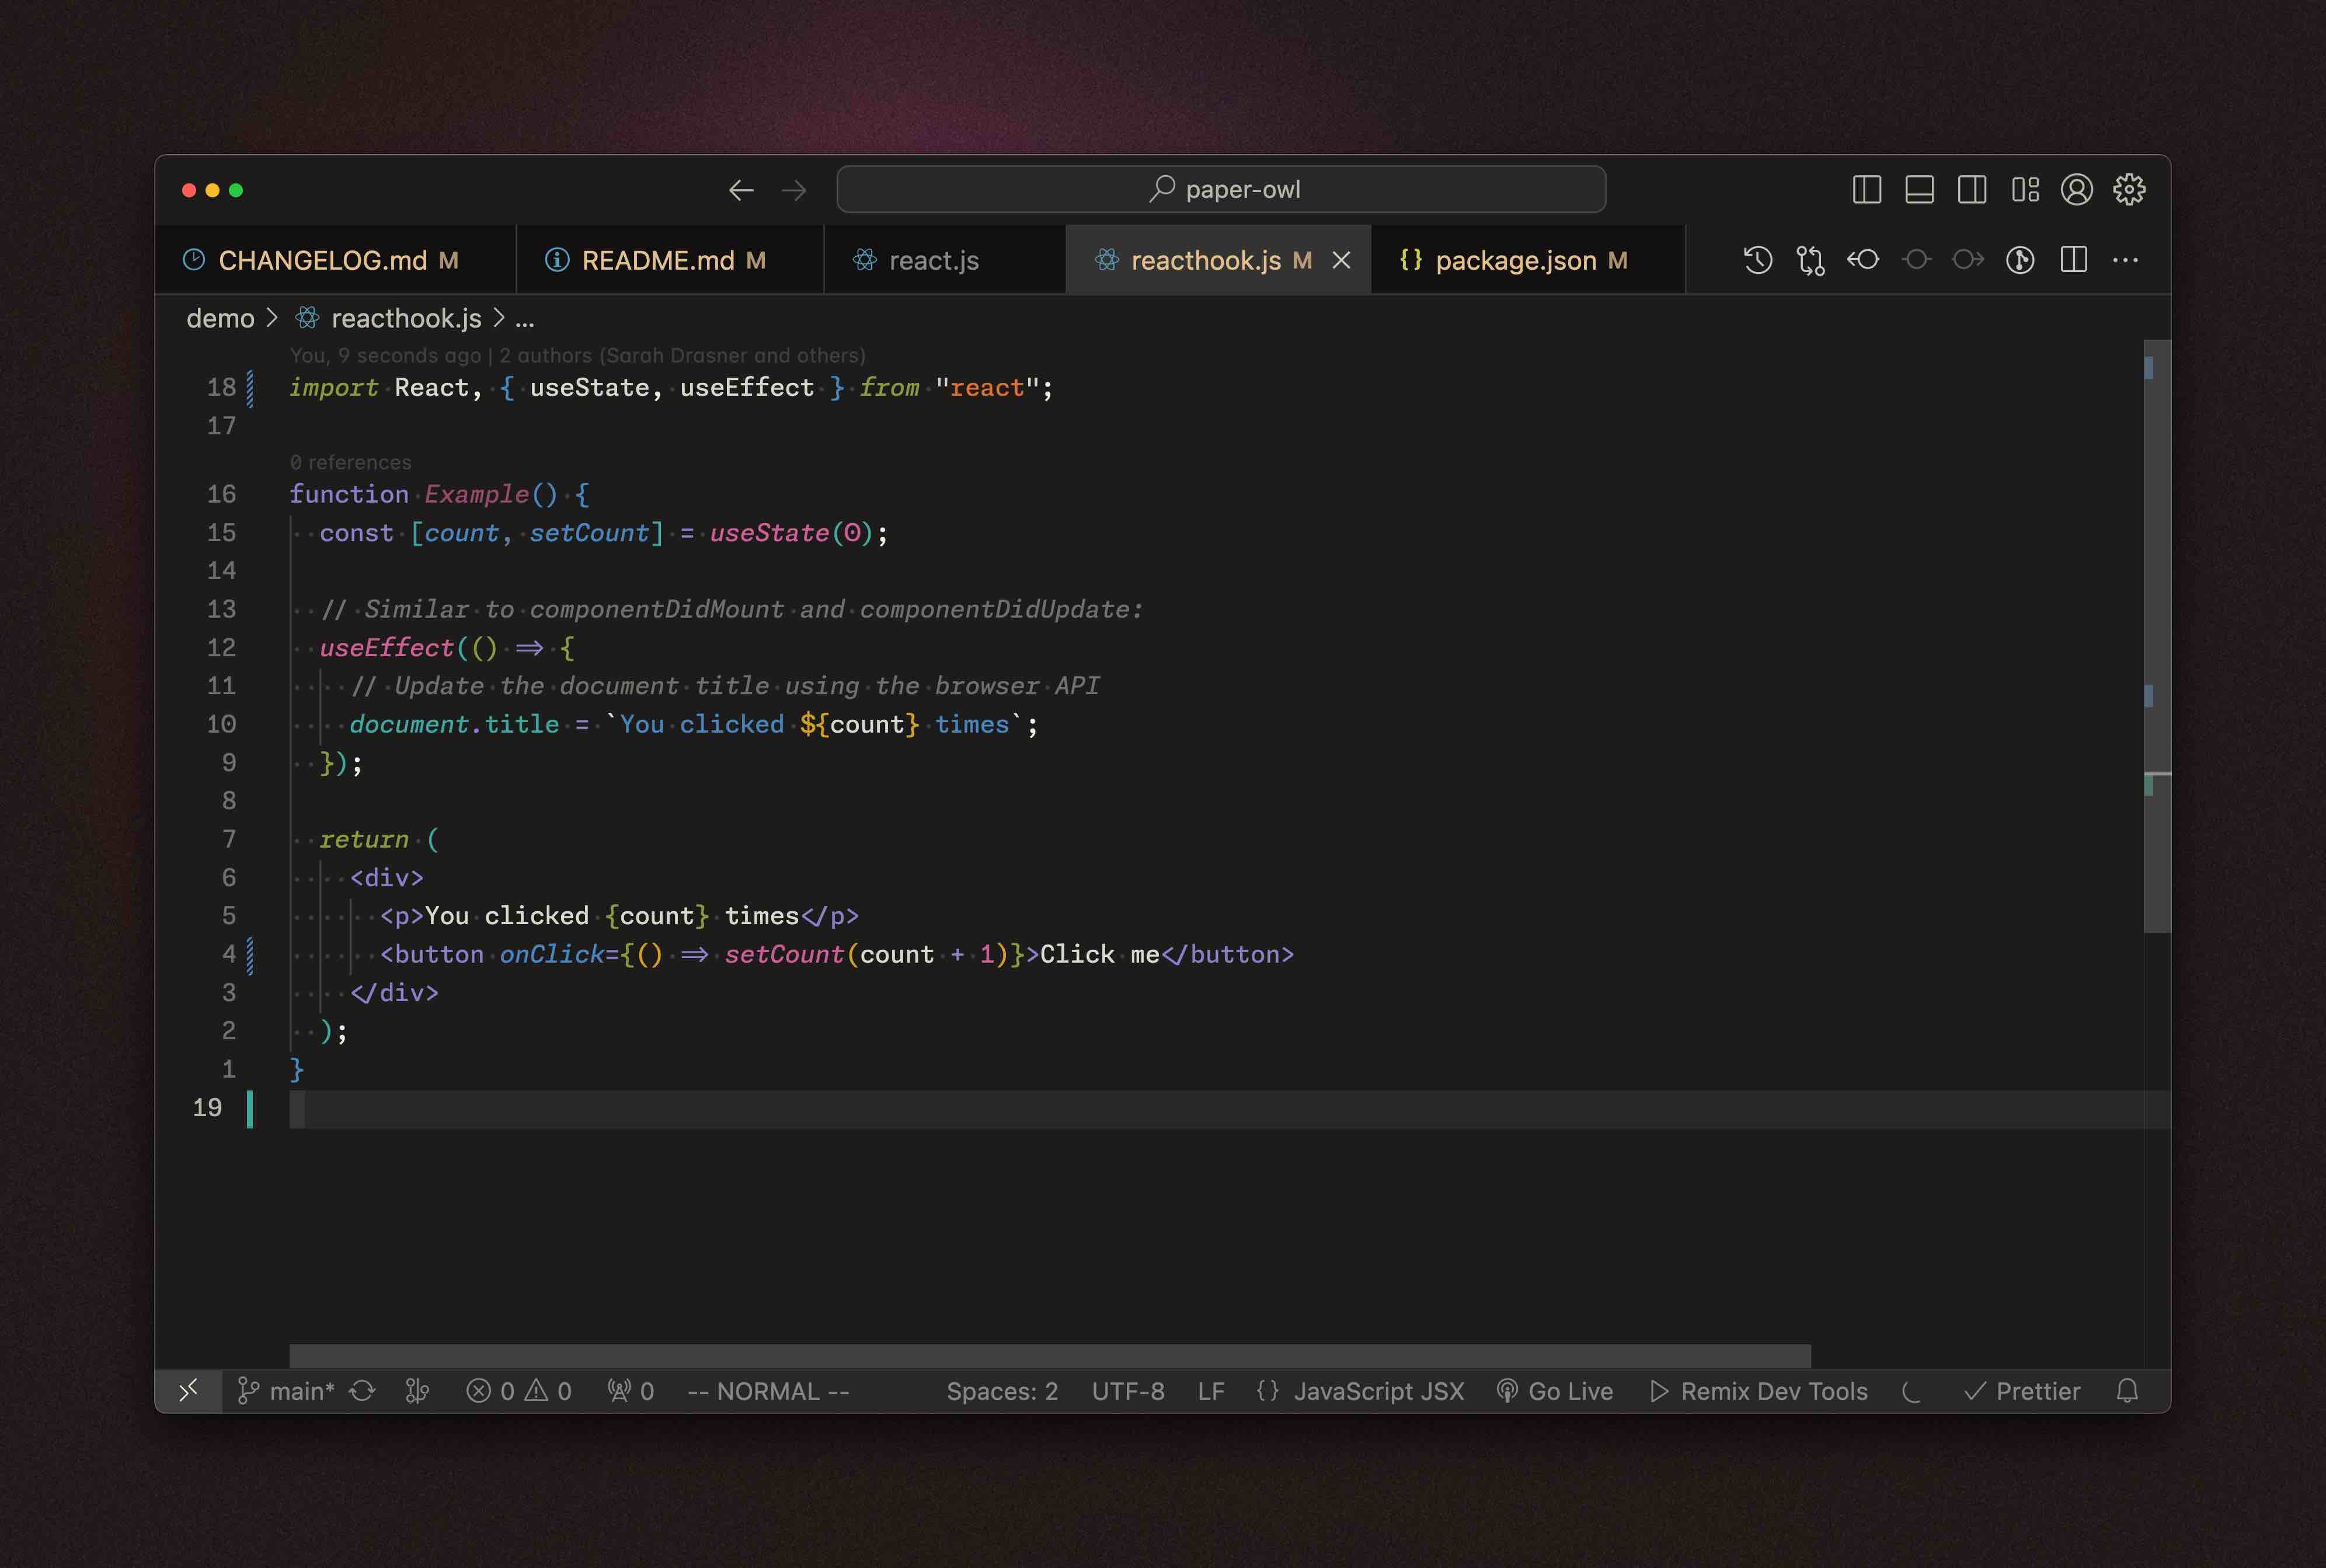 paper-owl
CHANGELOG.md M README.md M react.js reacthook.js M {} package.json M
demo > reacthook.js > ...
You, 9 seconds ago | 2 authors (Sarah Drasner and others)
18 import React, { useState, useEffect } from "react";
17
0 references
16 function Example() {
15 const [count, setCount] = useState(0);
14
13 // Similar to componentDidMount and componentDidUpdate:
12 useEffect(() => {
11 // Update the document title using the browser API
10 document.title = `You clicked ${count} times`;
9 });
8
7 return (
6 <div>
5 <p>You clicked {count} times</p>
4 <button onClick={() => setCount(count + 1)}>Click me</button>
3 </div>
2 );
1 }
19
main* 0 0 0 -- NORMAL -- Spaces: 2 UTF-8 LF {} JavaScript JSX Go Live Remix Dev Tools Prettier